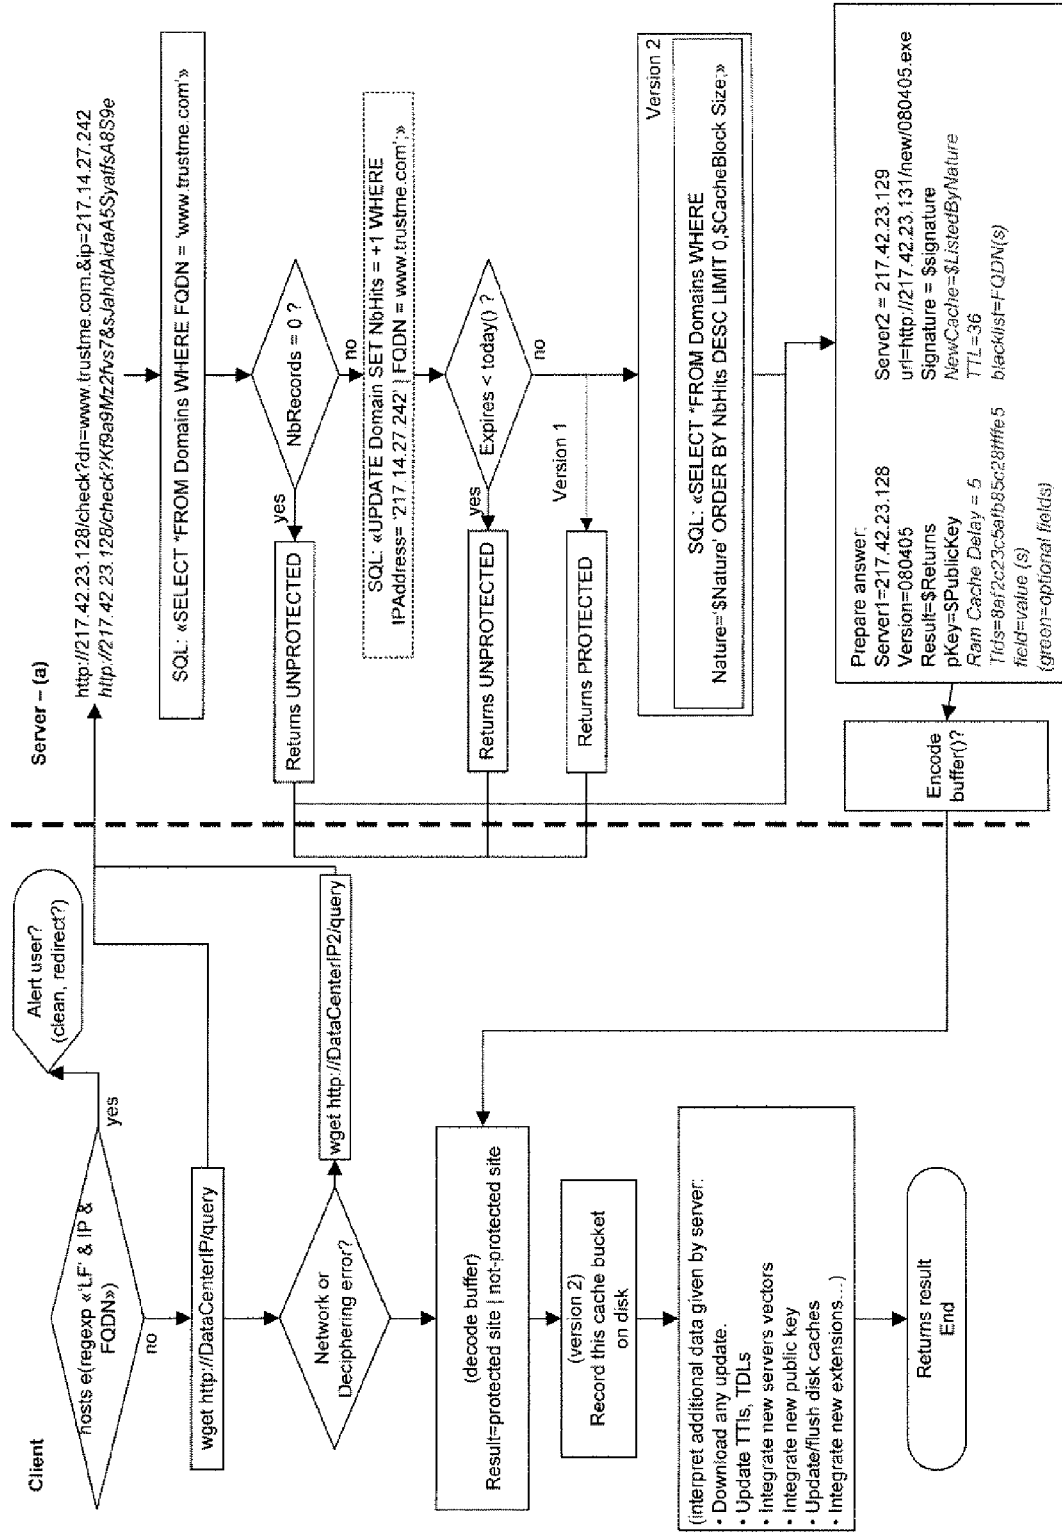 Client
hosts e(regexp «'LF' & IP &
FQDN»)
yes
no
Alert user?
(clean, redirect?)
wget http://DataCenterIP/query
Network or
Deciphering error?
wget http://DataCenterIP2/query
(decode buffer)
Result=protected site | not-protected site
(version 2)
Record this cache bucket
on disk
(interpret additional data given by server:
• Download any update.
• Update TTIs, TDLs
• Integrate new servers vectors
• Integrate new public key
• Update/flush disk caches
• Integrate new extensions...)
Returns result
End
Server – (a)
http://217.42.23.128/check?dn=www.trustme.com.&ip=217.14.27.242
http://217.42.23.128/check?Kf9a9Mz2fvs7&sJahdtAidaA5SyatfsA8S9e
SQL: «SELECT *FROM Domains WHERE FQDN = 'www.trustme.com'»
NbRecords = 0 ?
yes
no
Returns UNPROTECTED
SQL: «UPDATE Domain SET NbHits = +1 WHERE
IPAddress= '217.14.27.242' | FQDN = www.trustme.com';»
Expires < today() ?
yes
no
Returns UNPROTECTED
Version 1
Returns PROTECTED
Version 2
SQL: «SELECT *FROM Domains WHERE
Nature='$Nature' ORDER BY NbHits DESC LIMIT 0,$CacheBlock Size;»
Prepare answer:
Server1=217.42.23.128
Version=080405
Result=$Returns
pKey=$PublicKey
Ram Cache Delay = 5
Tlds=8af2c23c5afb85c28ffffe5
field=value (s)
(green=optional fields)
Server2 = 217.42.23.129
url=http://217.42.23.131/new/080405.exe
Signature = $signature
NewCache=$ListedByNature
TTL=36
blacklist=FQDN(s)
Encode
buffer()?